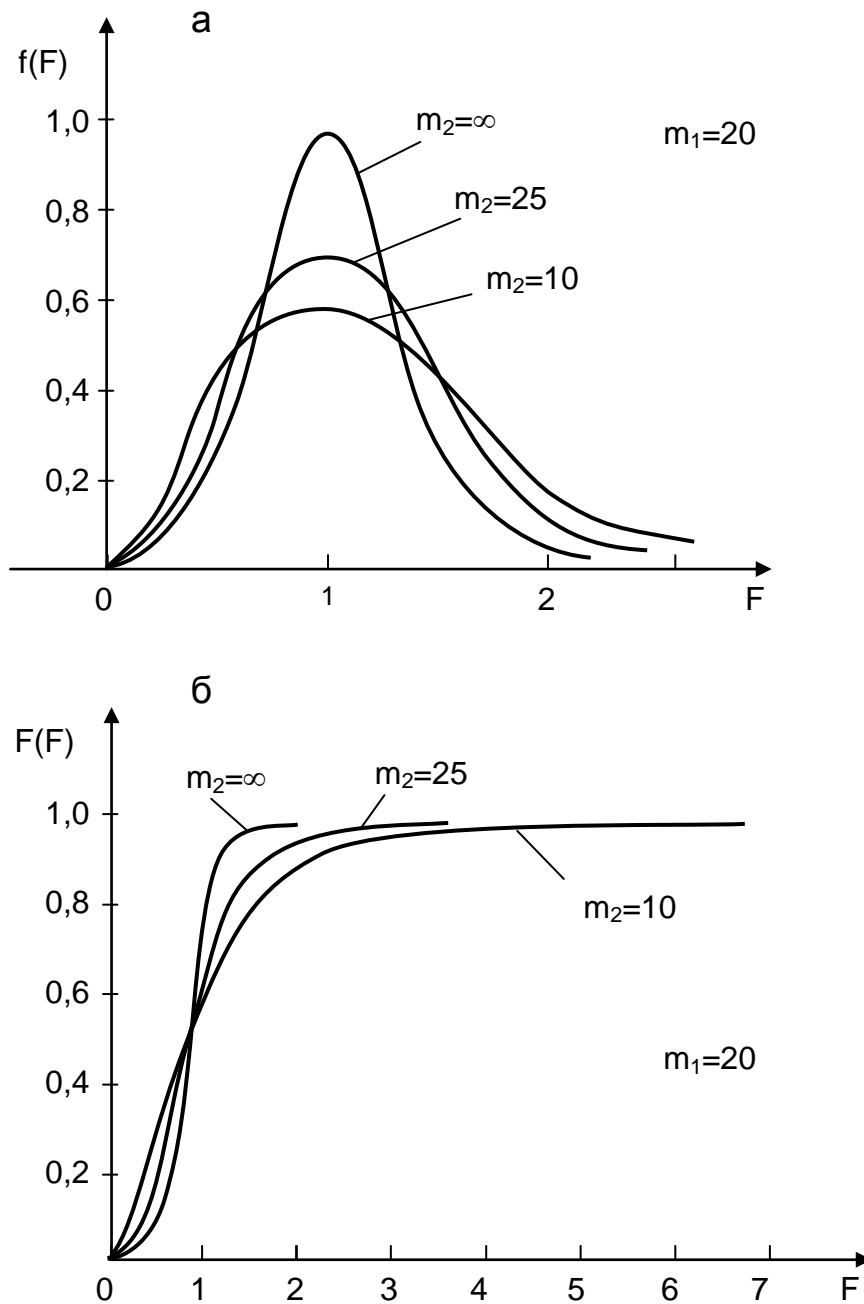 а
f(F)
1,0
m₂=∞
m₁=20
0,8
m₂=25
0,6
m₂=10
0,4
0,2
0 1 2 F
б
F(F)
m₂=∞ m₂=25
1,0
0,8
m₂=10
0,6
m₁=20
0,4
0,2
0 1 2 3 4 5 6 7 F